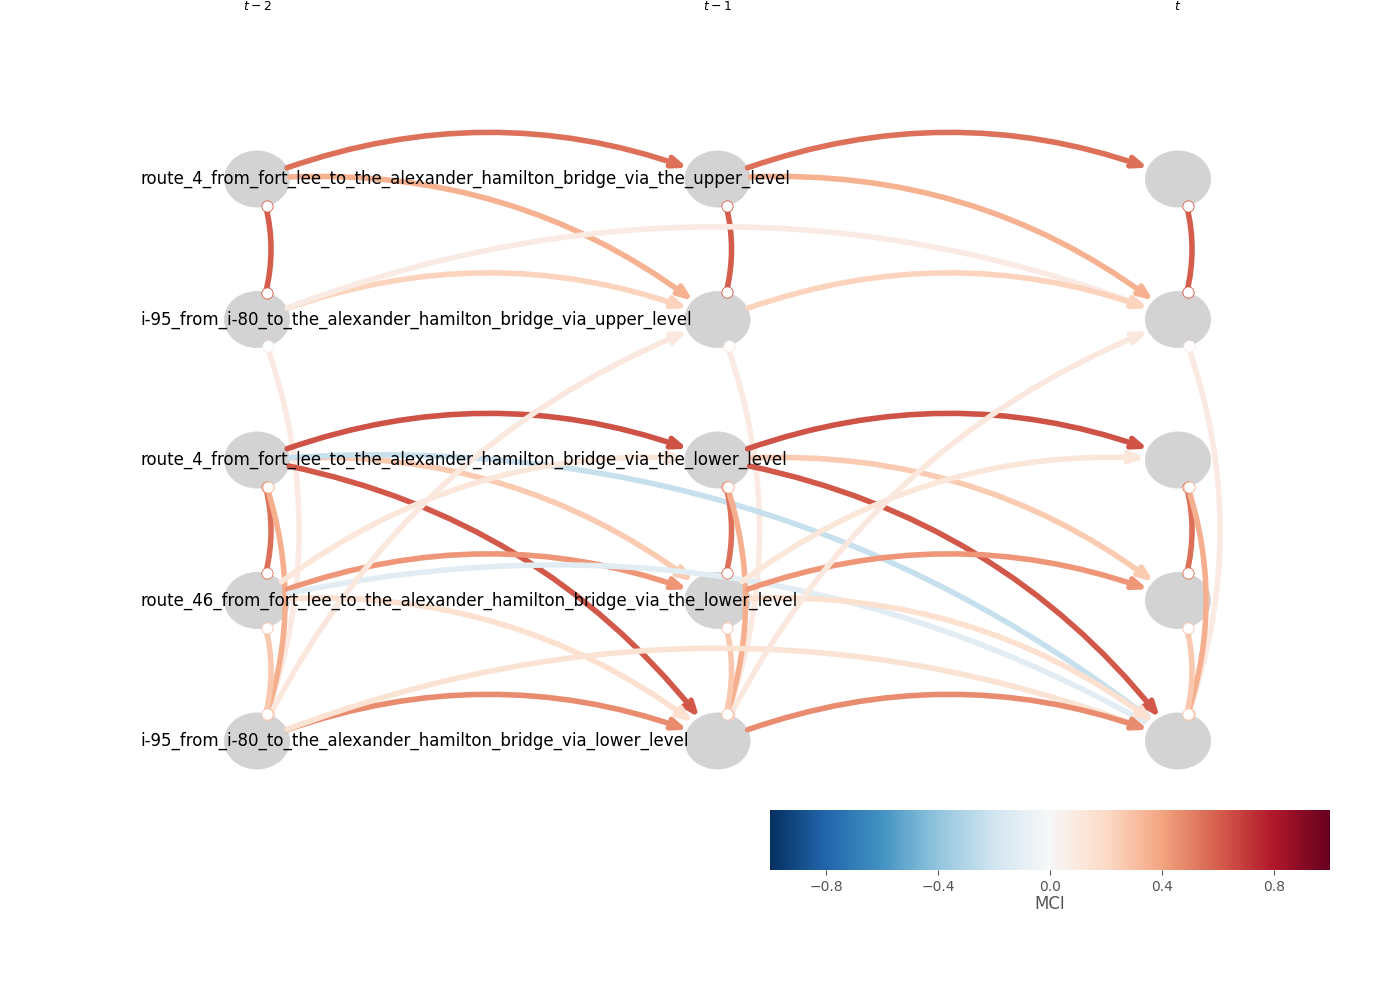 t − 2
t − 1
t
route_4_from_fort_lee_to_the_alexander_hamilton_bridge_via_the_upper_level
i-95_from_i-80_to_the_alexander_hamilton_bridge_via_upper_level
route_4_from_fort_lee_to_the_alexander_hamilton_bridge_via_the_lower_level
route_46_from_fort_lee_to_the_alexander_hamilton_bridge_via_the_lower_level
i-95_from_i-80_to_the_alexander_hamilton_bridge_via_lower_level
−0.8 −0.4 0.0 0.4 0.8
MCI